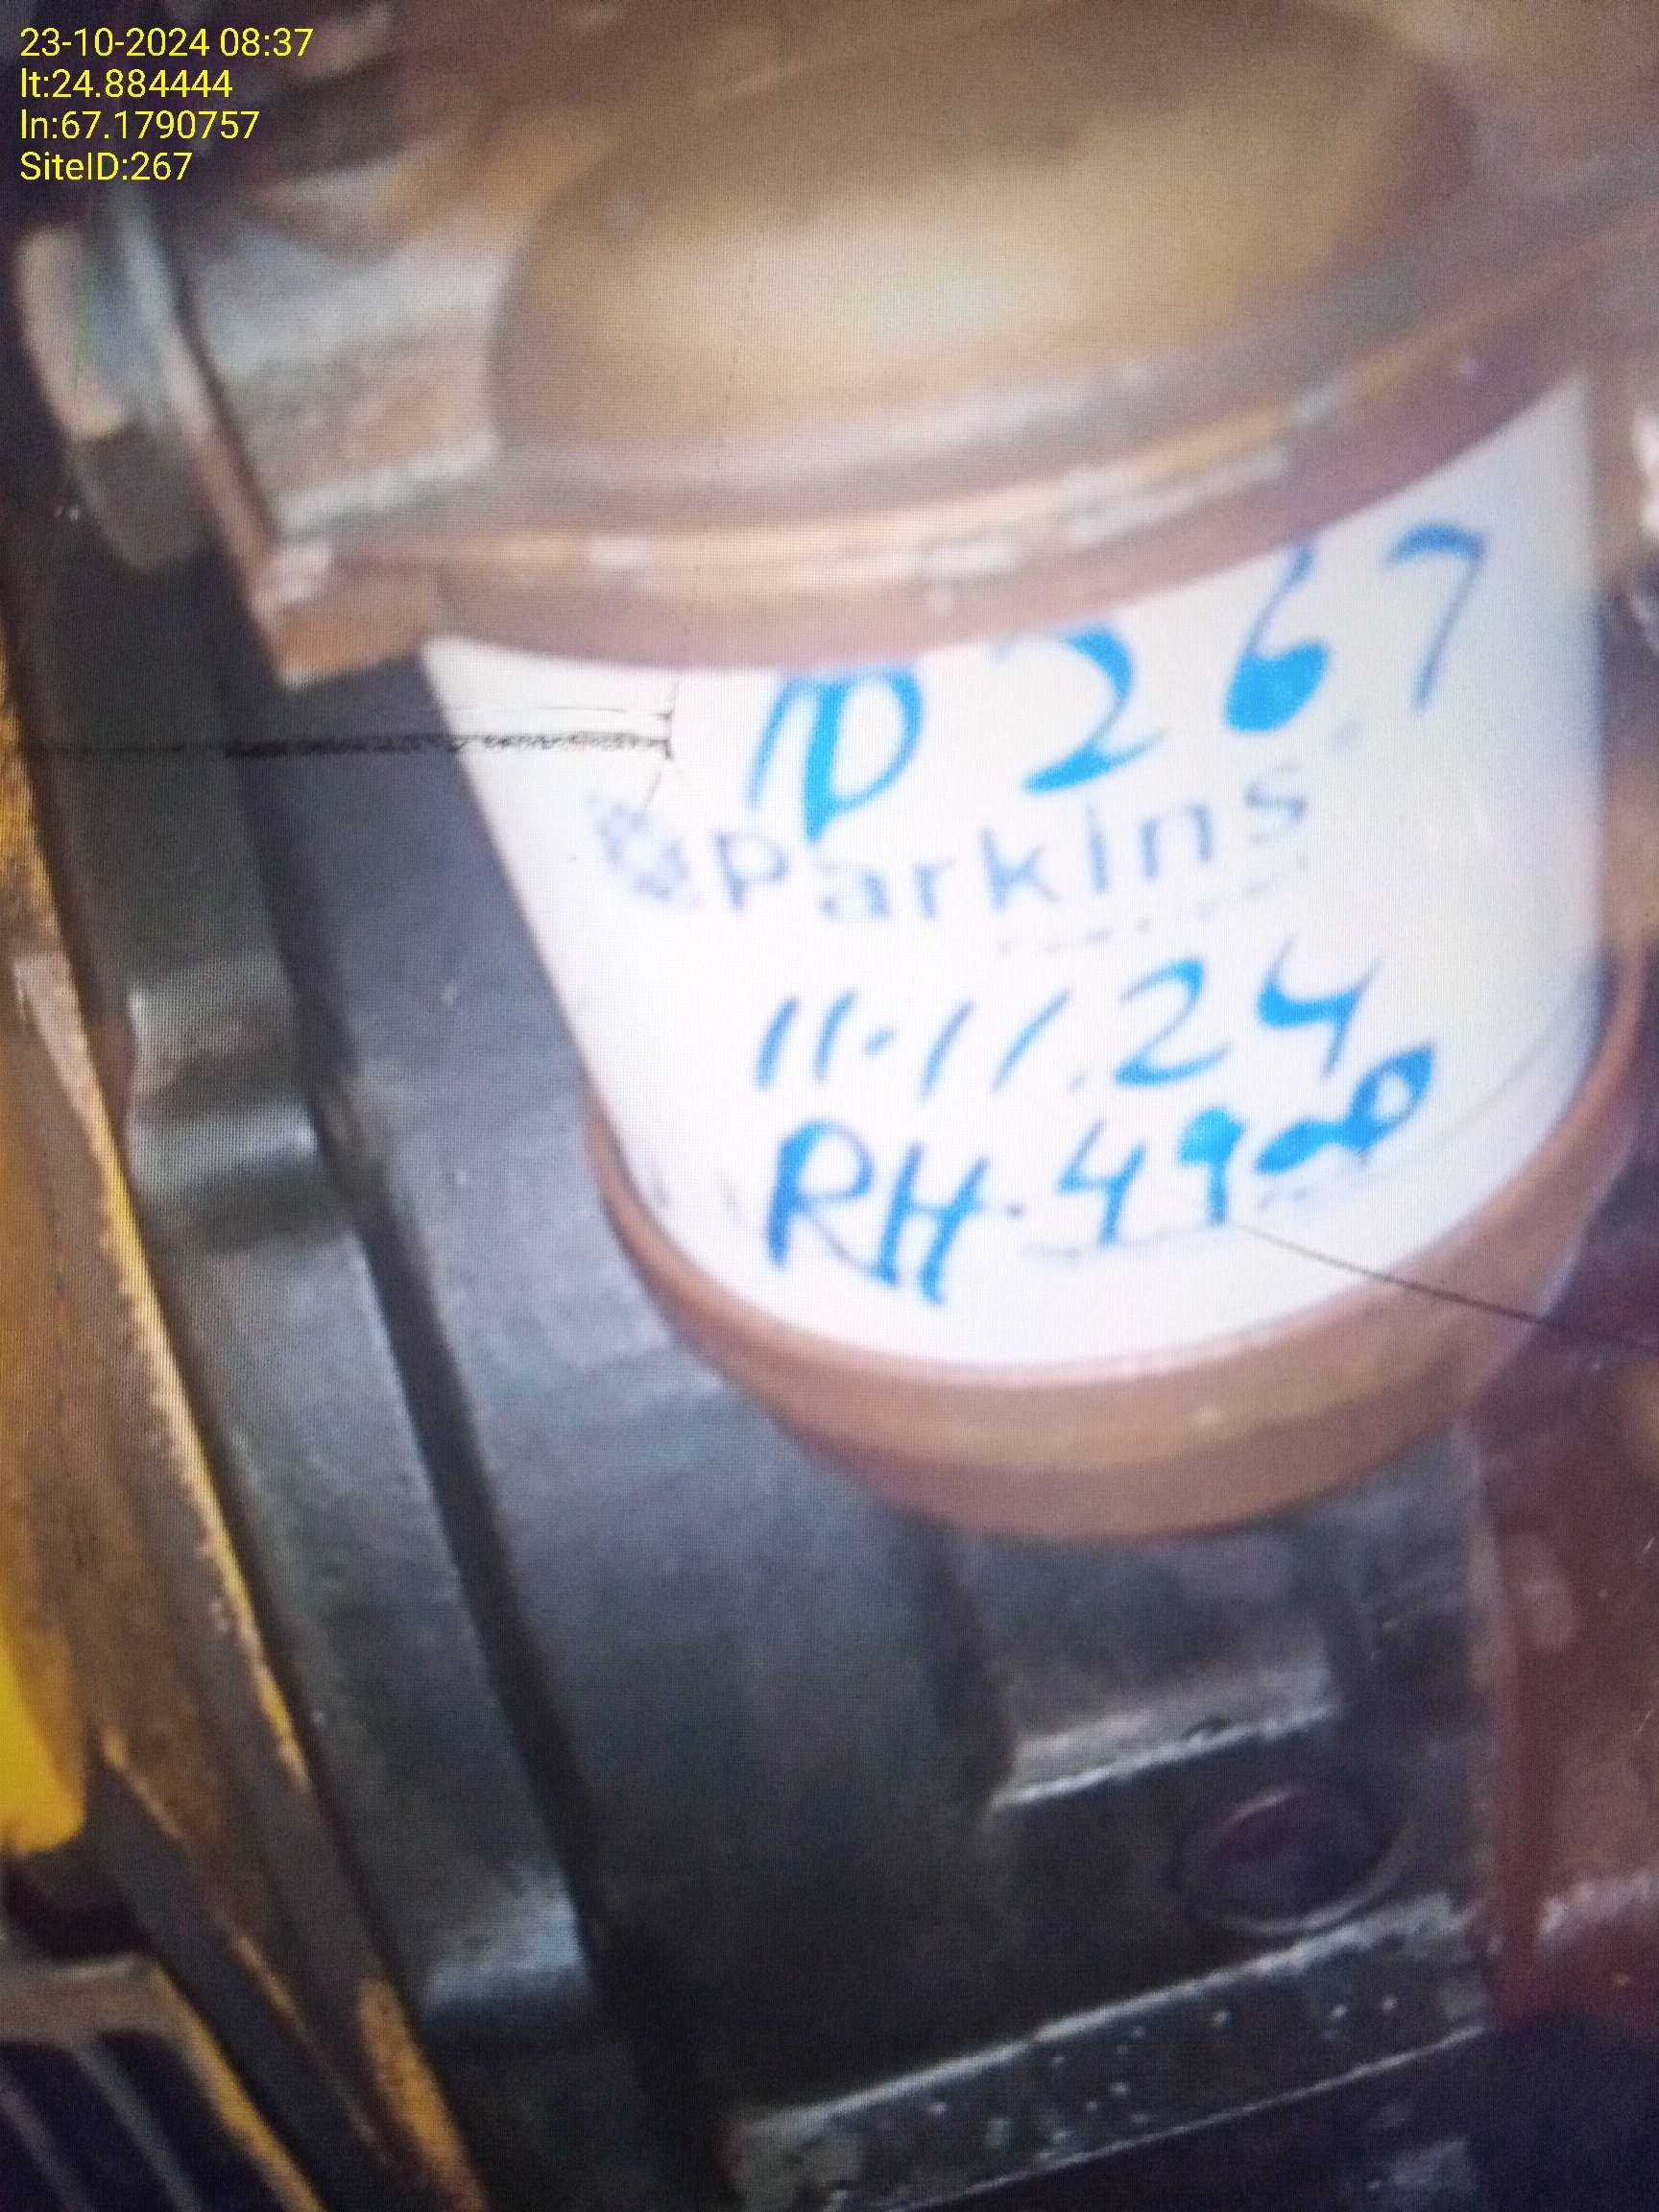 23-10-2024 08:37
lt:24.884444
ln:67.1790757
SiteID:267
ID 267
Parkins
11-11.24
RH-4900